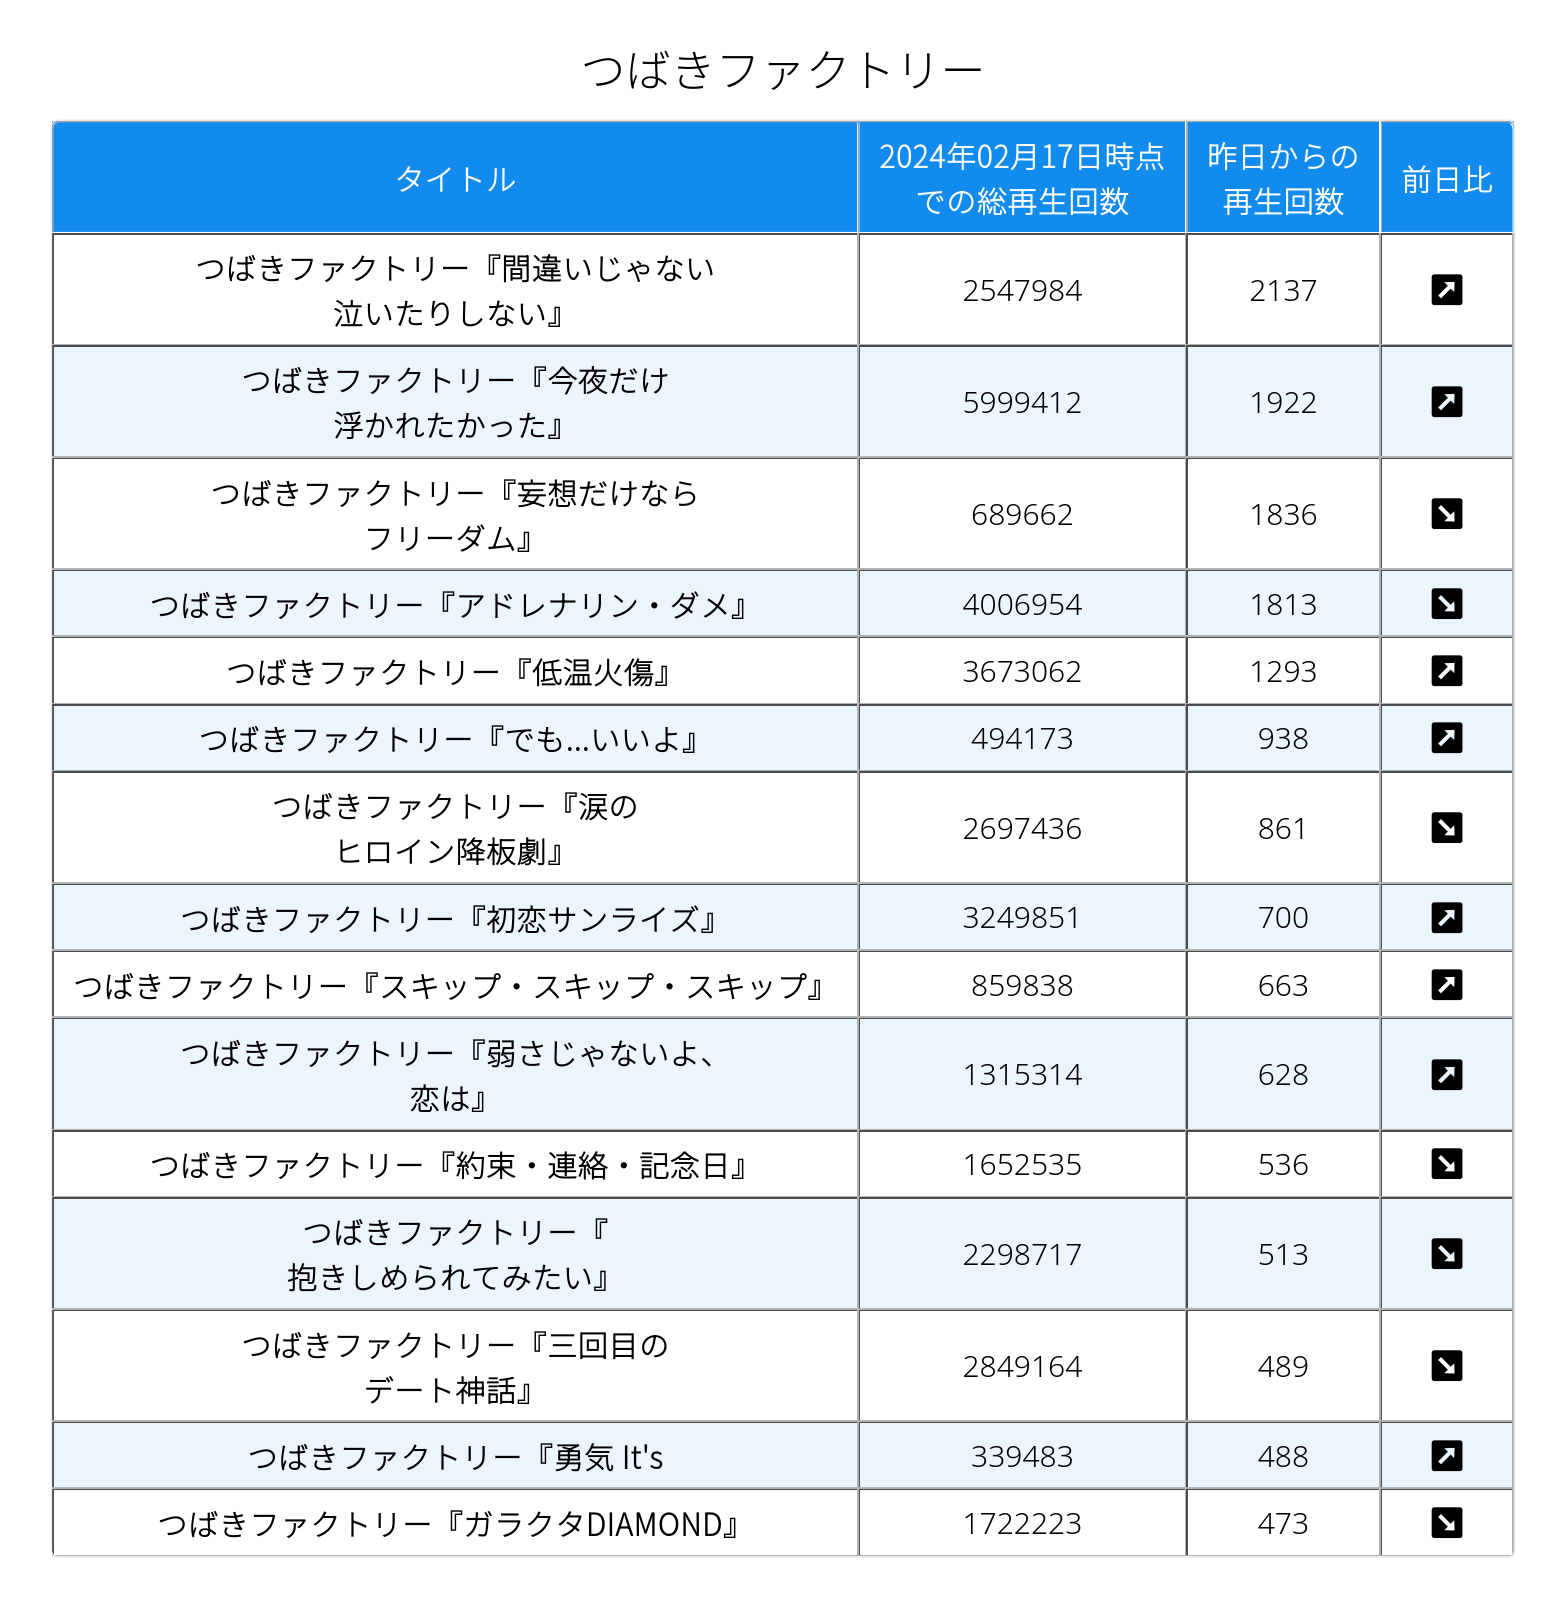 つばきファクトリー
タイトル
2024年02月17日時点
での総再生回数
昨日からの
再生回数
前日比
つばきファクトリー『間違いじゃない
泣いたりしない』
2547984
2137
つばきファクトリー『今夜だけ
浮かれたかった』
5999412
1922
つばきファクトリー『妄想だけなら
フリーダム』
689662
1836
つばきファクトリー『アドレナリン・ダメ』
4006954
1813
つばきファクトリー『低温火傷』
3673062
1293
つばきファクトリー『でも...いいよ』
494173
938
つばきファクトリー『涙の
ヒロイン降板劇』
2697436
861
つばきファクトリー『初恋サンライズ』
3249851
700
つばきファクトリー『スキップ・スキップ・スキップ』
859838
663
つばきファクトリー『弱さじゃないよ、
恋は』
1315314
628
つばきファクトリー『約束・連絡・記念日』
1652535
536
つばきファクトリー『
抱きしめられてみたい』
2298717
513
つばきファクトリー『三回目の
デート神話』
2849164
489
つばきファクトリー『勇気 It's
339483
488
つばきファクトリー『ガラクタDIAMOND』
1722223
473